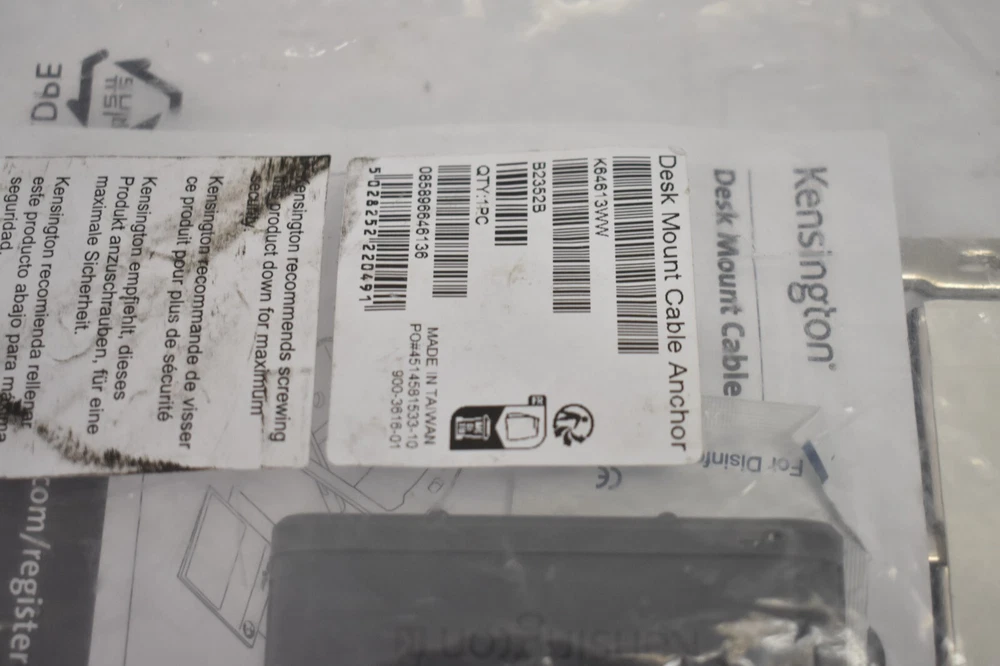 Kensington®
Desk Mount Cable
Desk Mount Cable Anchor
K64613WW
B2352B
QTY:1PC
085896646136
5 028252 220491
MADE IN TAIWAN
PO#4514581533-10
900-3616-01
Kensington recommends screwing
this product down for maximum
security.
Kensington recommande de visser
ce produit pour plus de sécurité
Kensington empfiehlt, dieses
Produkt anzuschrauben, für eine
maximale Sicherheit.
Kensington recomienda rellenar
este producto abajo para máxima
seguridad.
.com/register
For Disinf
CE
Kensington